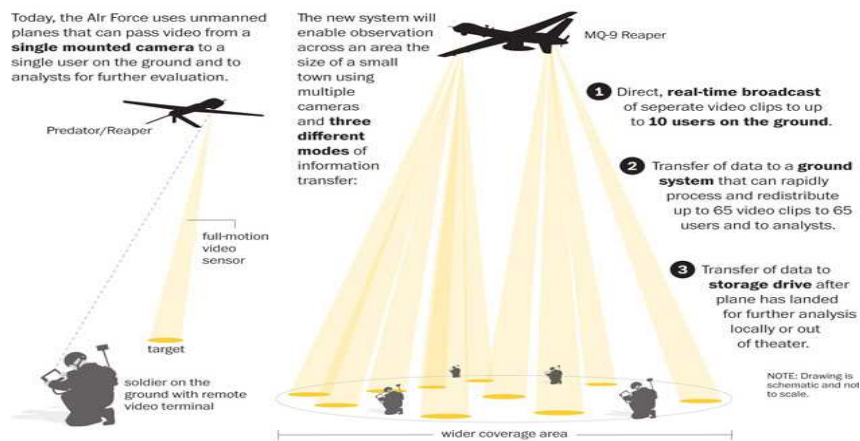 Today, the Air Force uses unmanned
planes that can pass video from a
single mounted camera to a
single user on the ground and to
analysts for further evaluation.
Predator/Reaper
full-motion
video
sensor
target
soldier on the
ground with remote
video terminal
The new system will
enable observation
across an area the
size of a small
town using
multiple
cameras
and three
different
modes of
information
transfer:
MQ-9 Reaper
1 Direct, real-time broadcast
of seperate video clips to up
to 10 users on the ground.
2 Transfer of data to a ground
system that can rapidly
process and redistribute
up to 65 video clips to 65
users and to analysts.
3 Transfer of data to
storage drive after
plane has landed
for further analysis
locally or out
of theater.
NOTE: Drawing is
schematic and not
to scale.
wider coverage area